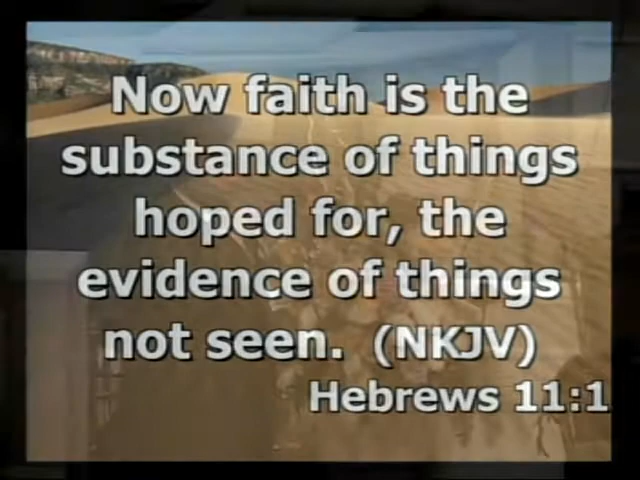 Now faith is the
substance of things
hoped for, the
evidence of things
not seen.  (NKJV)
Hebrews 11:1